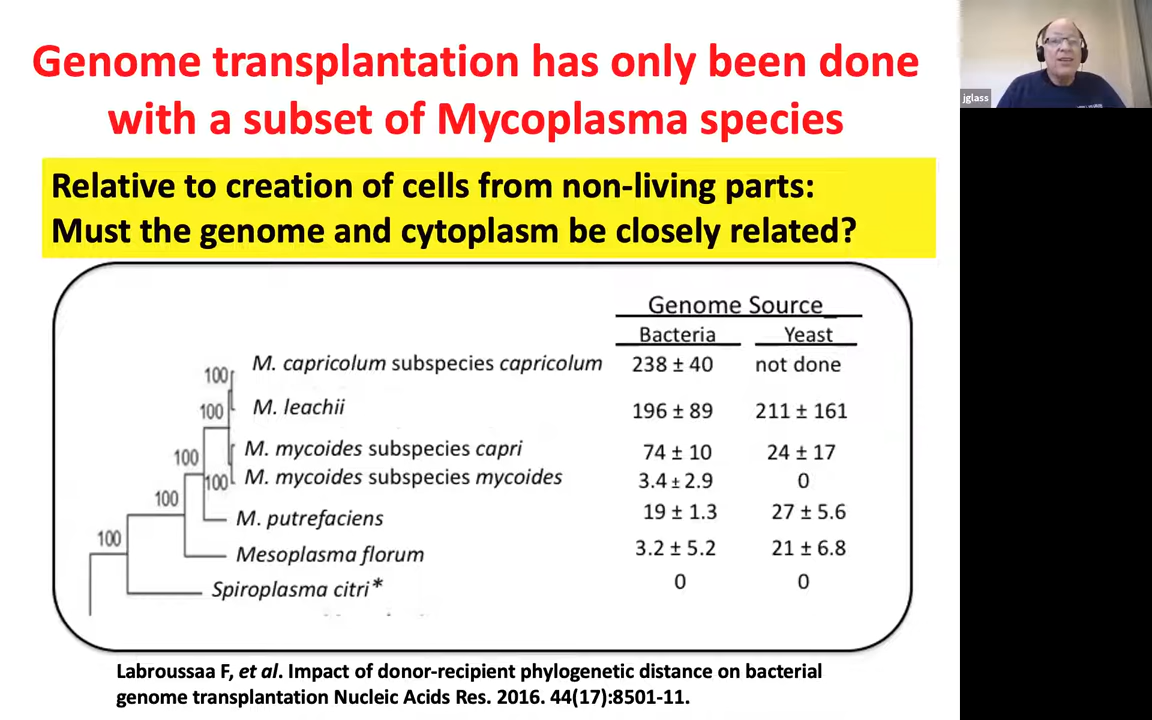 Genome transplantation has only been done
with a subset of Mycoplasma species
jglass
Relative to creation of cells from non-living parts:
Must the genome and cytoplasm be closely related?
Genome Source_
Bacteria Yeast
100 M. capricolum subspecies capricolum 238 ± 40 not done
100 M. leachii 196 ± 89 211 ± 161
100 M. mycoides subspecies capri 74 ± 10 24 ± 17
100 M. mycoides subspecies mycoides 3.4 ± 2.9 0
100 M. putrefaciens 19 ± 1.3 27 ± 5.6
100 Mesoplasma florum 3.2 ± 5.2 21 ± 6.8
Spiroplasma citri* 0 0
Labroussaa F, et al. Impact of donor-recipient phylogenetic distance on bacterial
genome transplantation Nucleic Acids Res. 2016. 44(17):8501-11.